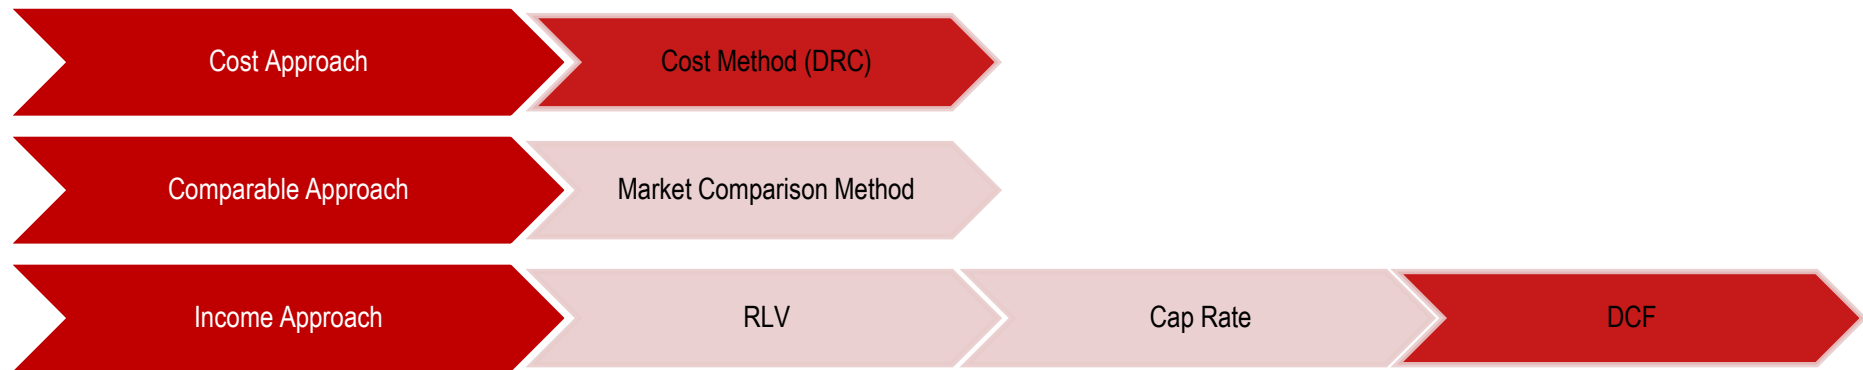 Cost Approach
Cost Method (DRC)
Comparable Approach
Market Comparison Method
Income Approach
RLV
Cap Rate
DCF